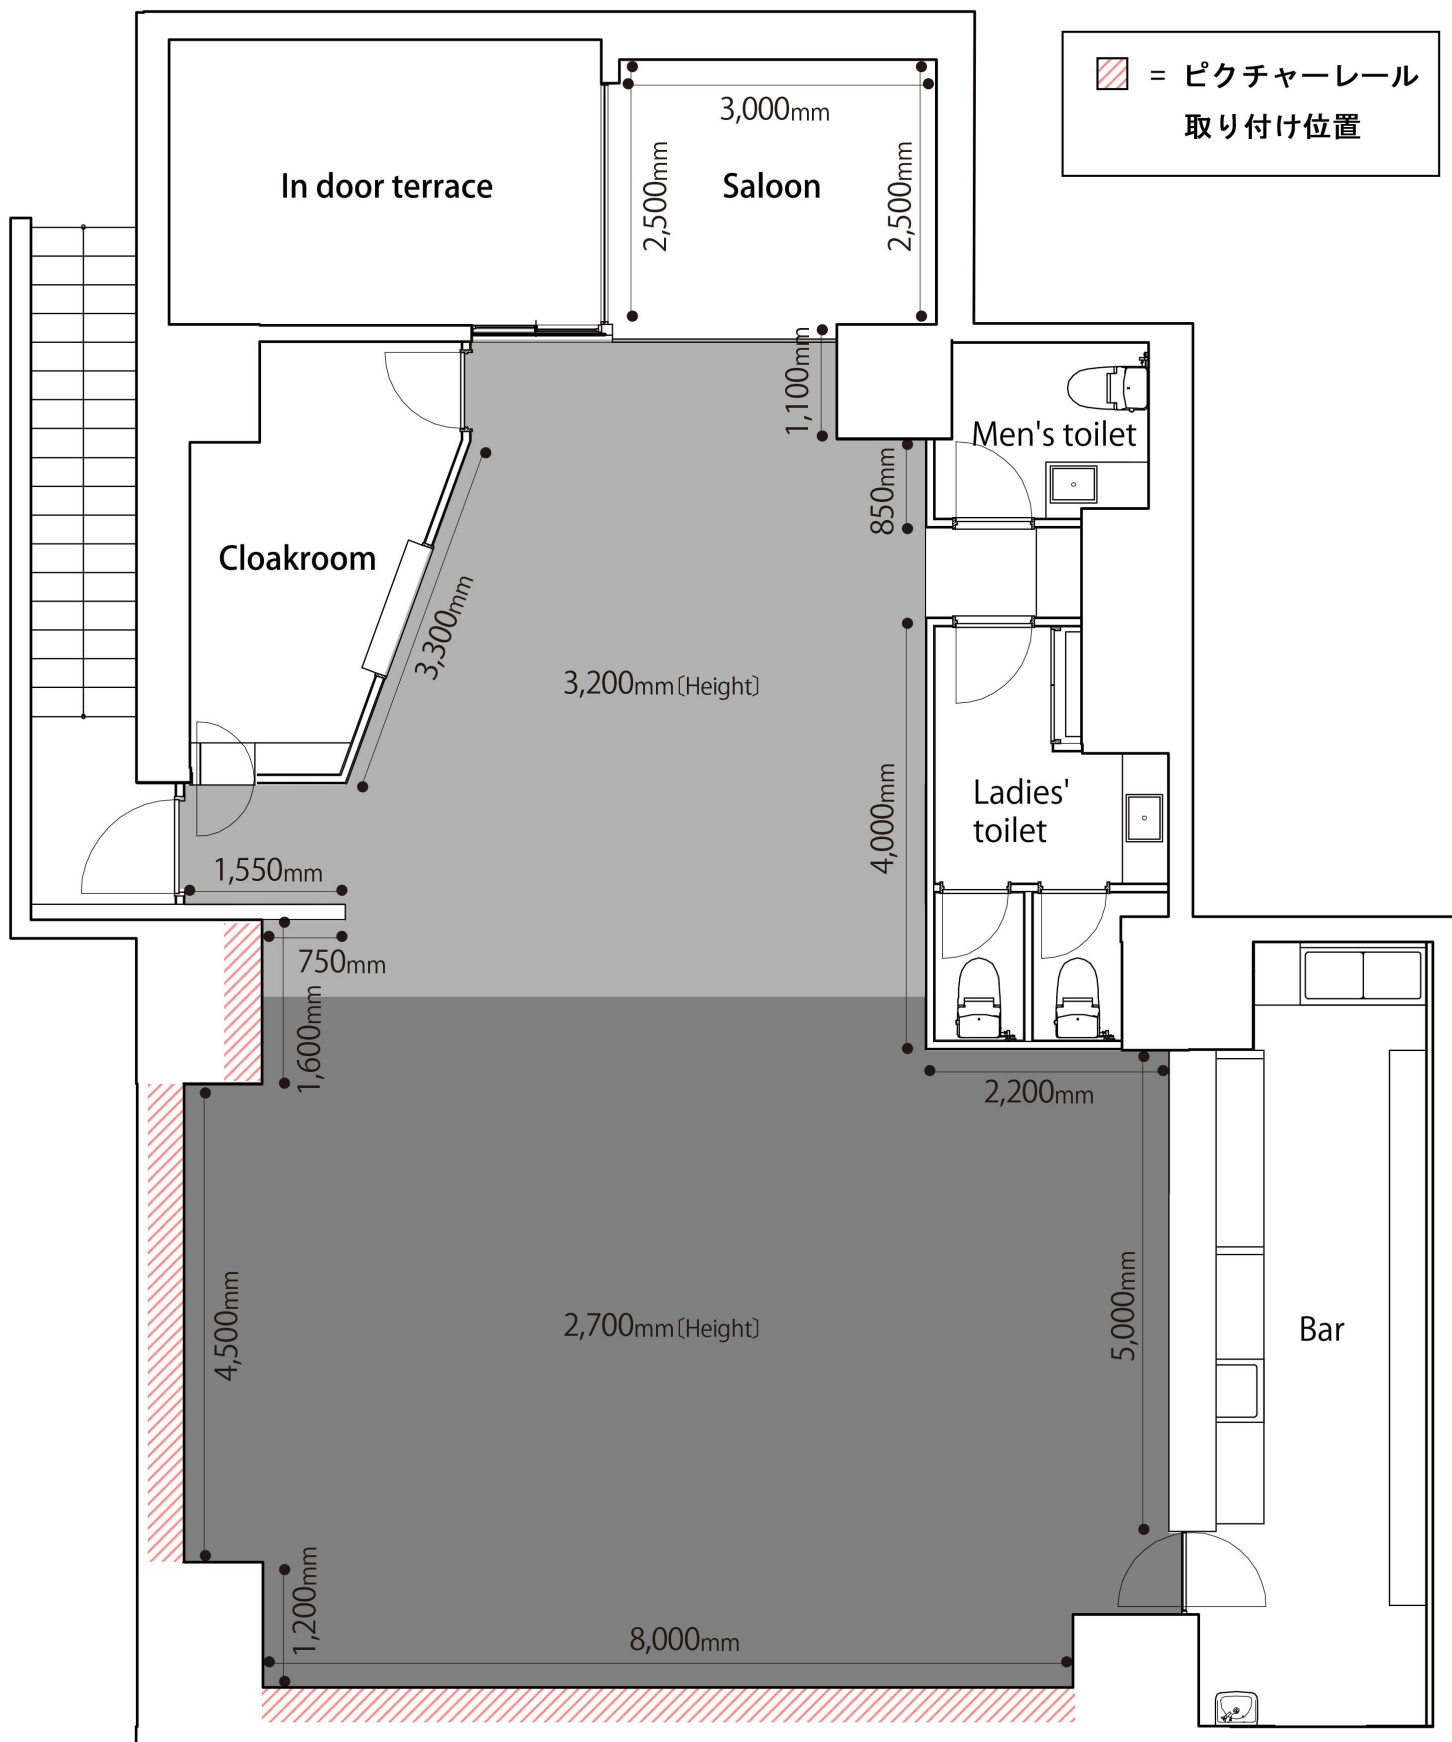 = ピクチャーレール
取り付け位置
3,000mm
In door terrace
Saloon
2,500mm
2,500mm
1,100mm
Men's toilet
850mm
Cloakroom
3,300mm
3,200mm〔Height〕
Ladies'
toilet
4,000mm
1,550mm
750mm
1,600mm
2,200mm
4,500mm
2,700mm〔Height〕
5,000mm
Bar
1,200mm
8,000mm